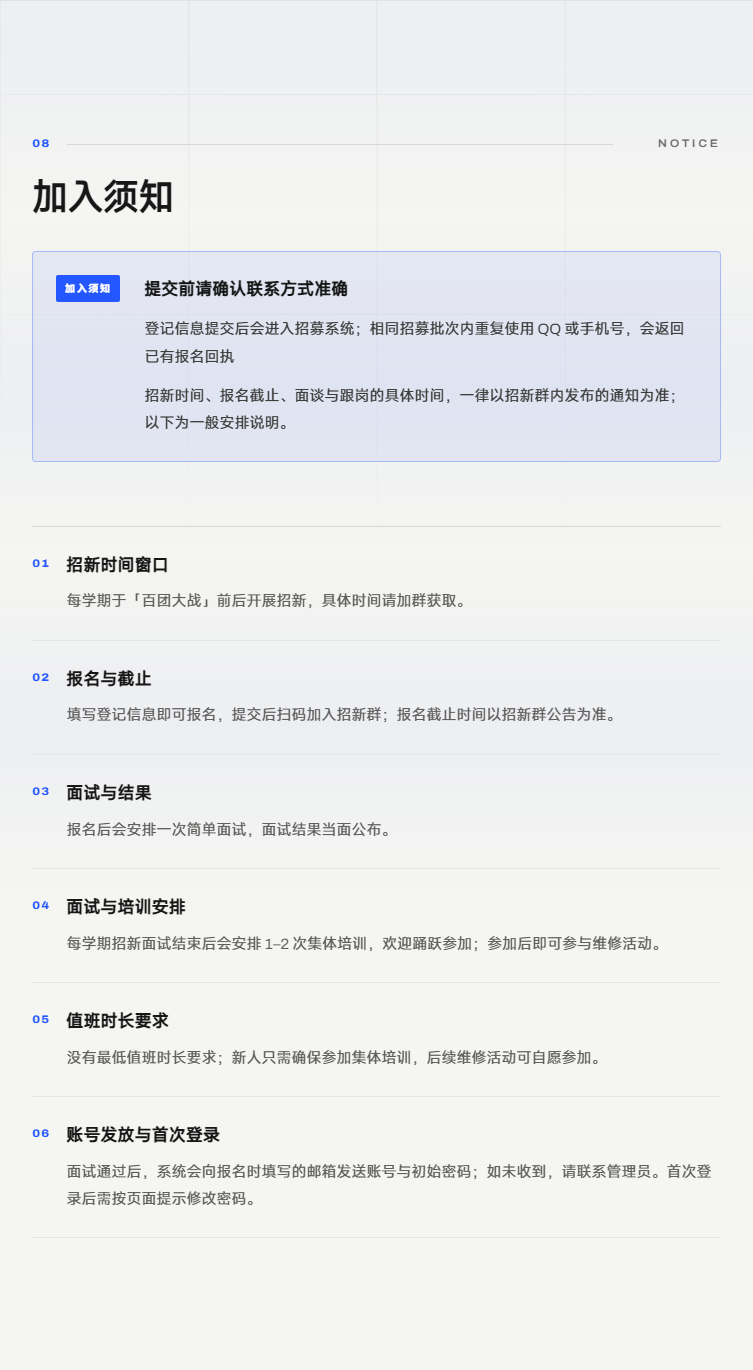 08
NOTICE
加入须知
加入须知
提交前请确认联系方式准确
登记信息提交后会进入招募系统；相同招募批次内重复使用 QQ 或手机号，会返回
已有报名回执
招新时间、报名截止、面谈与跟岗的具体时间，一律以招新群内发布的通知为准；
以下为一般安排说明。
01
招新时间窗口
每学期于「百团大战」前后开展招新，具体时间请加群获取。
02
报名与截止
填写登记信息即可报名，提交后扫码加入招新群；报名截止时间以招新群公告为准。
03
面试与结果
报名后会安排一次简单面试，面试结果当面公布。
04
面试与培训安排
每学期招新面试结束后会安排 1–2 次集体培训，欢迎踊跃参加；参加后即可参与维修活动。
05
值班时长要求
没有最低值班时长要求；新人只需确保参加集体培训，后续维修活动可自愿参加。
06
账号发放与首次登录
面试通过后，系统会向报名时填写的邮箱发送账号与初始密码；如未收到，请联系管理员。首次登
录后需按页面提示修改密码。